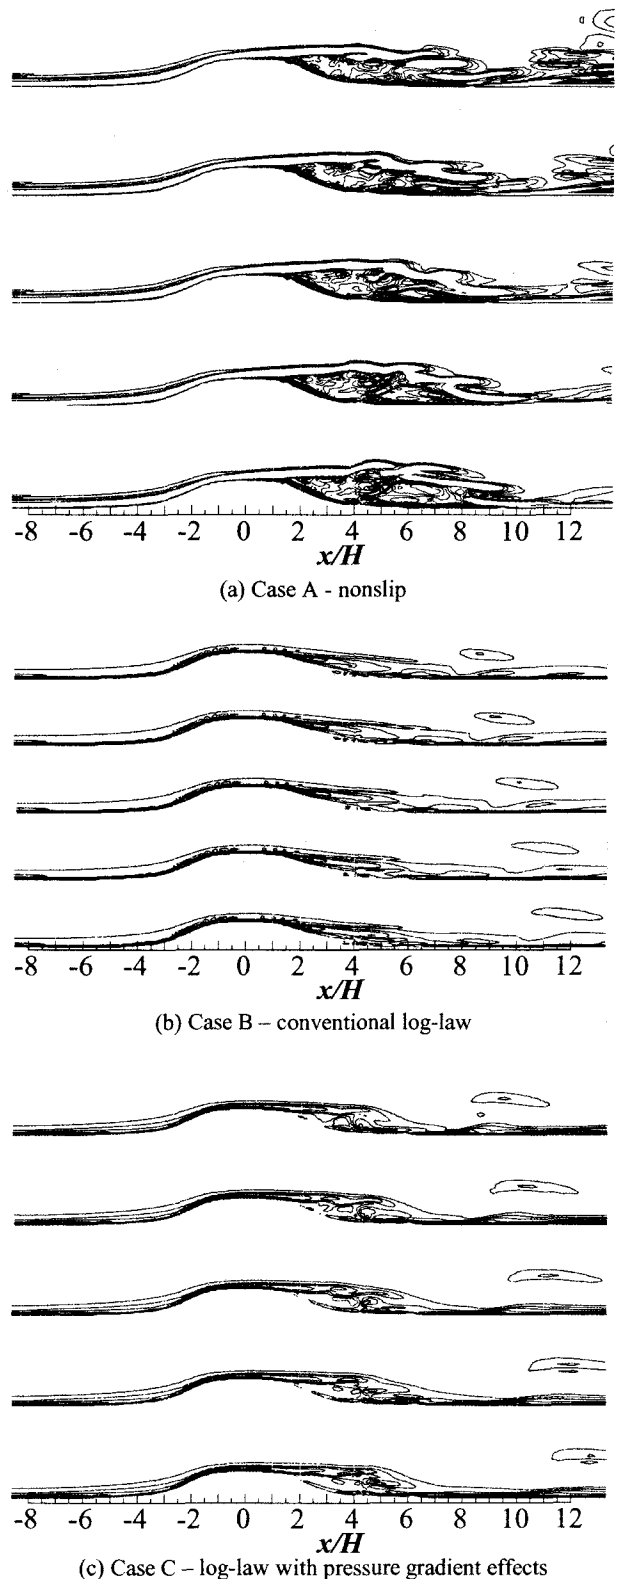 -8 -6 -4 -2 0 2 4 6 8 10 12
x/H
(a) Case A - nonslip
-8 -6 -4 -2 0 2 4 6 8 10 12
x/H
(b) Case B – conventional log-law
-8 -6 -4 -2 0 2 4 6 8 10 12
x/H
(c) Case C – log-law with pressure gradient effects